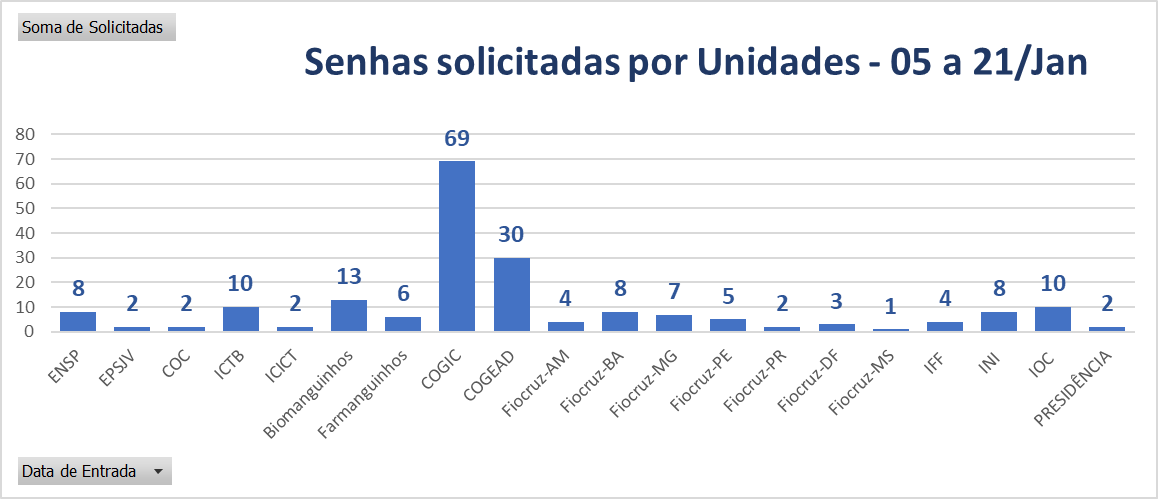 Soma de Solicitadas
Senhas solicitadas por Unidades - 05 a 21/Jan
80
70
60
50
40
30
20
10
0
8
2
2
10
2
13
6
69
30
4
8
7
5
2
3
1
4
8
10
2
ENSP
EPSJV
COC
ICTB
ICICT
Biomanguinhos
Farmanguinhos
COGIC
COGEAD
Fiocruz-AM
Fiocruz-BA
Fiocruz-MG
Fiocruz-PE
Fiocruz-PR
Fiocruz-DF
Fiocruz-MS
IFF
INI
IOC
PRESIDÊNCIA
Data de Entrada